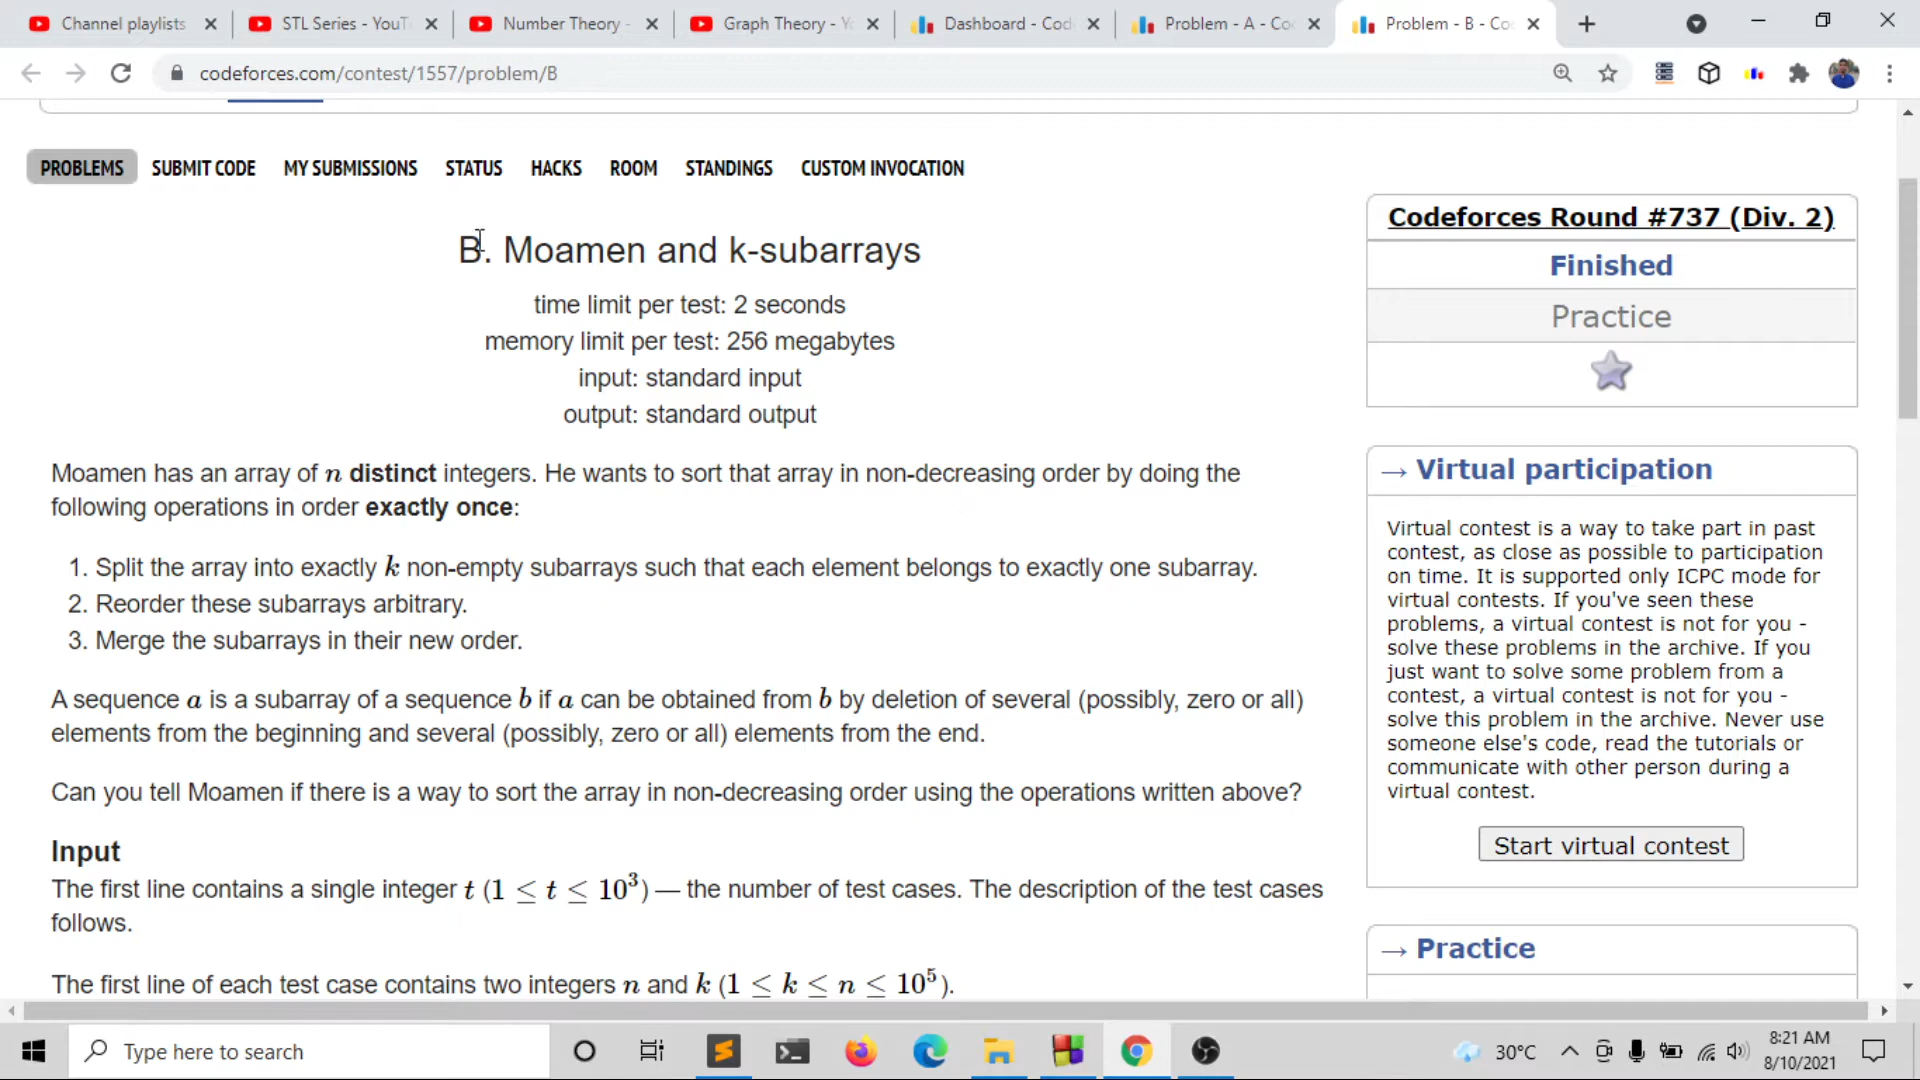 Channel playlists
STL Series - YouT
Number Theory -
Graph Theory - Y
Dashboard - Cod
Problem - A - Co
Problem - B - Co
codeforces.com/contest/1557/problem/B
PROBLEMS SUBMIT CODE MY SUBMISSIONS STATUS HACKS ROOM STANDINGS CUSTOM INVOCATION
B. Moamen and k-subarrays
time limit per test: 2 seconds
memory limit per test: 256 megabytes
input: standard input
output: standard output
Moamen has an array of n distinct integers. He wants to sort that array in non-decreasing order by doing the
following operations in order exactly once:
1. Split the array into exactly k non-empty subarrays such that each element belongs to exactly one subarray.
2. Reorder these subarrays arbitrary.
3. Merge the subarrays in their new order.
A sequence a is a subarray of a sequence b if a can be obtained from b by deletion of several (possibly, zero or all)
elements from the beginning and several (possibly, zero or all) elements from the end.
Can you tell Moamen if there is a way to sort the array in non-decreasing order using the operations written above?
Input
The first line contains a single integer t (1 ≤ t ≤ 10³) — the number of test cases. The description of the test cases
follows.
The first line of each test case contains two integers n and k (1 ≤ k ≤ n ≤ 10⁵).
Codeforces Round #737 (Div. 2)
Finished
Practice
→ Virtual participation
Virtual contest is a way to take part in past
contest, as close as possible to participation
on time. It is supported only ICPC mode for
virtual contests. If you've seen these
problems, a virtual contest is not for you -
solve these problems in the archive. If you
just want to solve some problem from a
contest, a virtual contest is not for you -
solve this problem in the archive. Never use
someone else's code, read the tutorials or
communicate with other person during a
virtual contest.
Start virtual contest
→ Practice
Type here to search
30°C
8:21 AM
8/10/2021